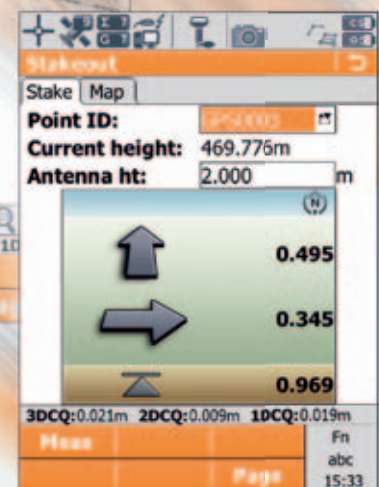 Stakeout
Stake Map
Point ID: GPS0003
Current height: 469.776m
Antenna ht: 2.000 m
N
0.495
0.345
0.969
3DCQ:0.021m 2DCQ:0.009m 1DCQ:0.019m
Meas Fn
abc
Page 15:33